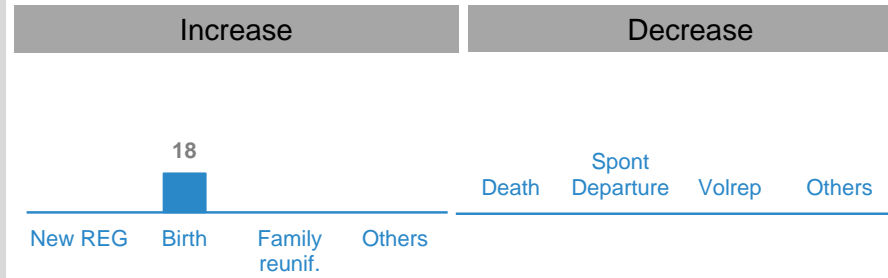 Increase
Decrease
18
New REG
Birth
Family
reunif.
Others
Death
Spont
Departure
Volrep
Others